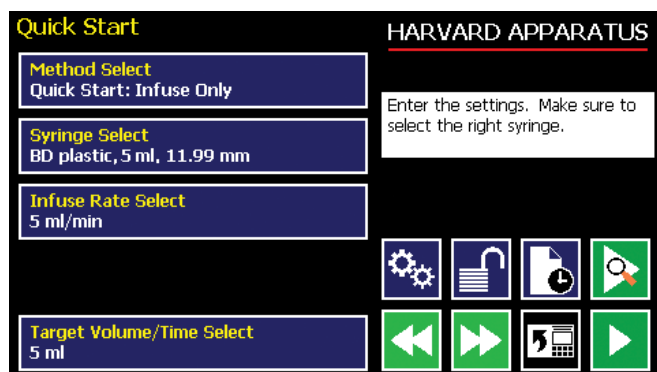 Quick Start
Method Select
Quick Start: Infuse Only
Syringe Select
BD plastic, 5 ml, 11.99 mm
Infuse Rate Select
5 ml/min
Target Volume/Time Select
5 ml
HARVARD APPARATUS
Enter the settings. Make sure to
select the right syringe.